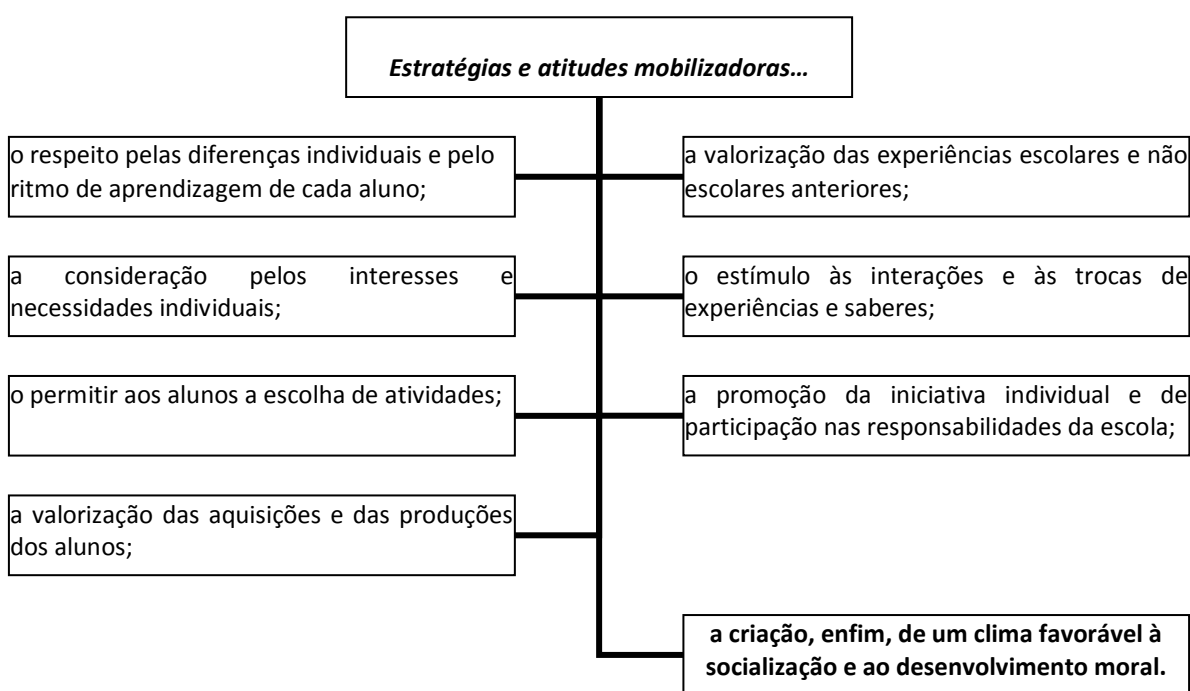 Estratégias e atitudes mobilizadoras…
o respeito pelas diferenças individuais e pelo
ritmo de aprendizagem de cada aluno;
a valorização das experiências escolares e não
escolares anteriores;
a consideração pelos interesses e
necessidades individuais;
o estímulo às interações e às trocas de
experiências e saberes;
o permitir aos alunos a escolha de atividades;
a promoção da iniciativa individual e de
participação nas responsabilidades da escola;
a valorização das aquisições e das produções
dos alunos;
a criação, enfim, de um clima favorável à
socialização e ao desenvolvimento moral.